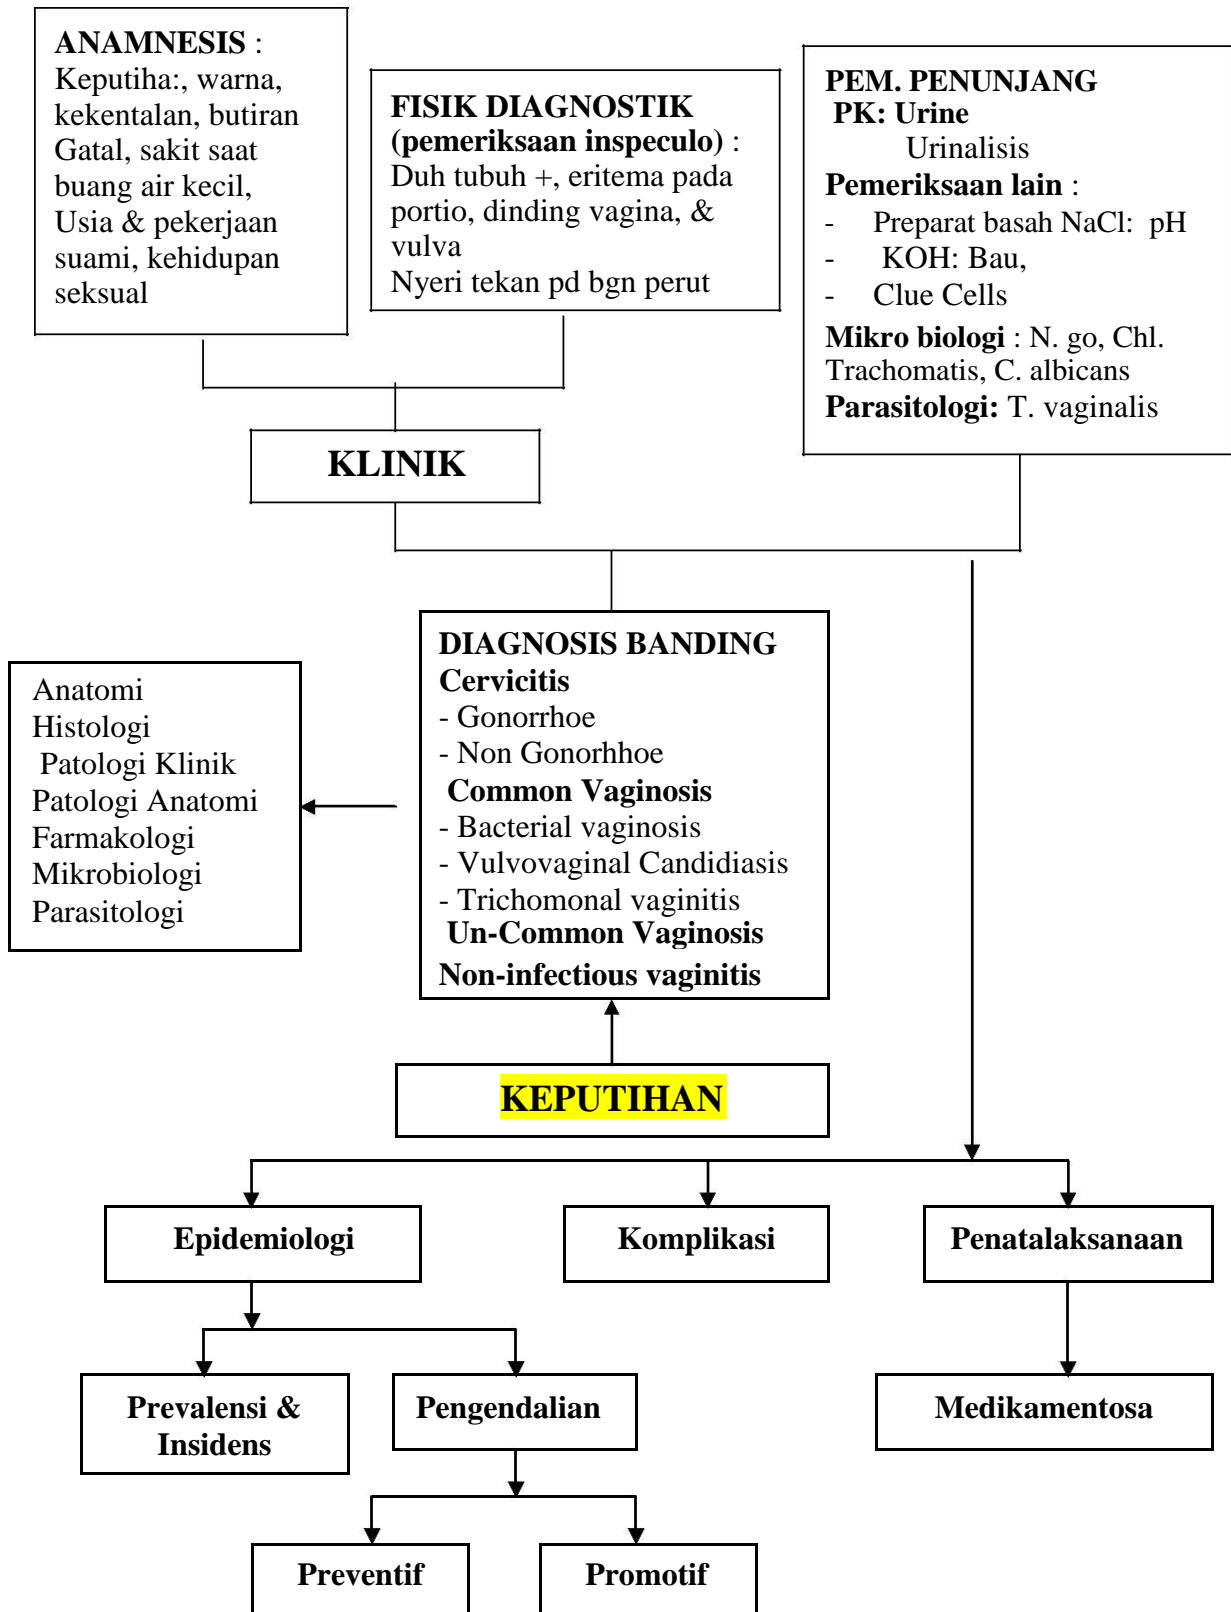 ANAMNESIS :
Keputiha:, warna,
kekentalan, butiran
Gatal, sakit saat
buang air kecil,
Usia & pekerjaan
suami, kehidupan
seksual
FISIK DIAGNOSTIK
(pemeriksaan inspeculo) :
Duh tubuh +, eritema pada
portio, dinding vagina, &
vulva
Nyeri tekan pd bgn perut
PEM. PENUNJANG
PK: Urine
Urinalisis
Pemeriksaan lain :
- Preparat basah NaCl: pH
- KOH: Bau,
- Clue Cells
Mikro biologi : N. go, Chl.
Trachomatis, C. albicans
Parasitologi: T. vaginalis
KLINIK
DIAGNOSIS BANDING
Cervicitis
- Gonorrhoe
- Non Gonorhhoe
Common Vaginosis
- Bacterial vaginosis
- Vulvovaginal Candidiasis
- Trichomonal vaginitis
Un-Common Vaginosis
Non-infectious vaginitis
Anatomi
Histologi
Patologi Klinik
Patologi Anatomi
Farmakologi
Mikrobiologi
Parasitologi
KEPUTIHAN
Epidemiologi
Komplikasi
Penatalaksanaan
Prevalensi &
Insidens
Pengendalian
Medikamentosa
Preventif
Promotif